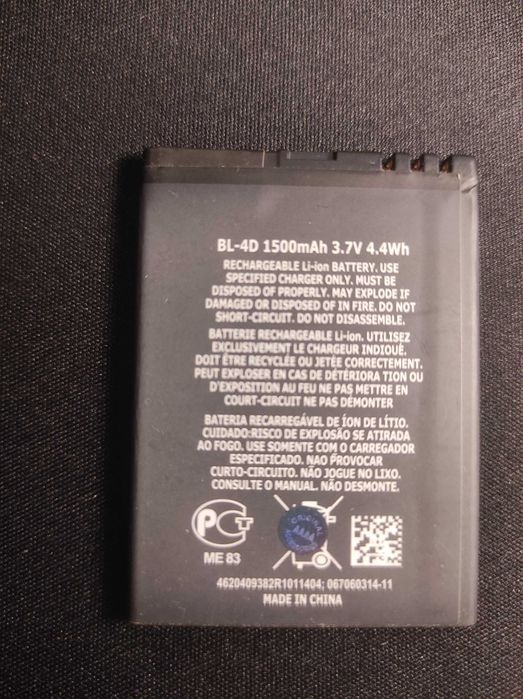 BL-4D 1500mAh 3.7V 4.4Wh
RECHARGEABLE Li-ion BATTERY. USE
SPECIFIED CHARGER ONLY. MUST BE
DISPOSED OF PROPERLY. MAY EXPLODE IF
DAMAGED OR DISPOSED OF IN FIRE. DO NOT
SHORT-CIRCUIT. DO NOT DISASSEMBLE.
BATTERIE RECHARGEABLE Li-ion. UTILISEZ
EXCLUSIVEMENT LE CHARGEUR INDIOUÉ.
DOIT ÊTRE RECYCLÉE OU JETÉE CORRECTEMENT.
PEUT EXPLOSER EN CAS DE DÉTÉRIORA TION OU
D'EXPOSITION AU FEU NE PAS METTRE EN
COURT-CIRCUIT NE PAS DÉMONTER
BATERIA RECARREGÁVEL DE ÍON DE LÍTIO.
CUIDADO:RISCO DE EXPLOSÃO SE ATIRADA
AO FOGO. USE SOMENTE COM O CARREGADOR
ESPECIFICADO. NAO PROVOCAR
CURTO-CIRCUITO. NÃO JOGUE NO LIXO.
CONSULTE O MANUAL. NÃO DESMONTE.
ORIGINAL
AAAA
ME 83
4620409382R1011404; 067060314-11
MADE IN CHINA